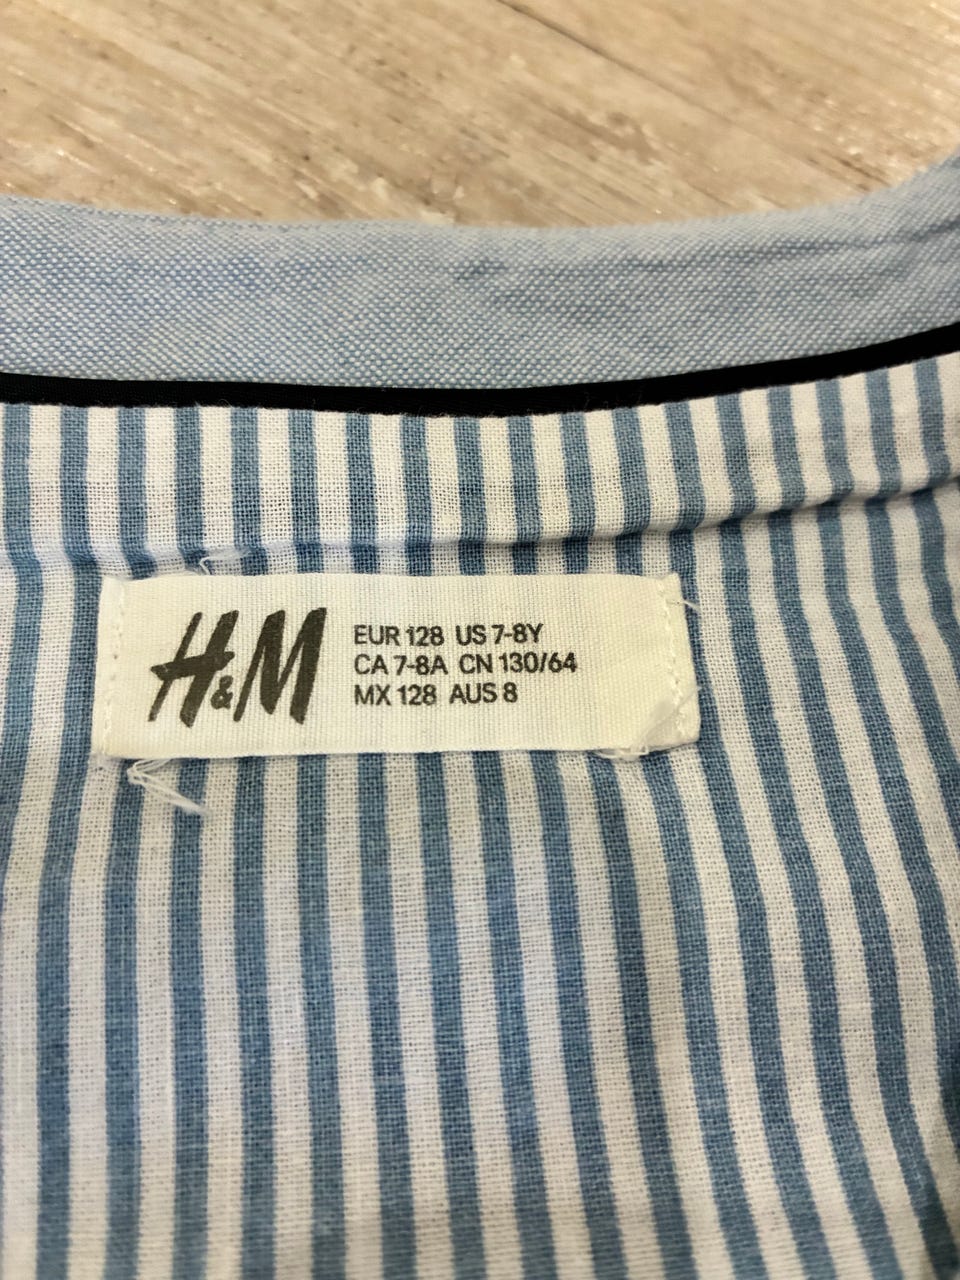 H&M
EUR 128 US 7-8Y
CA 7-8A CN 130/64
MX 128 AUS 8